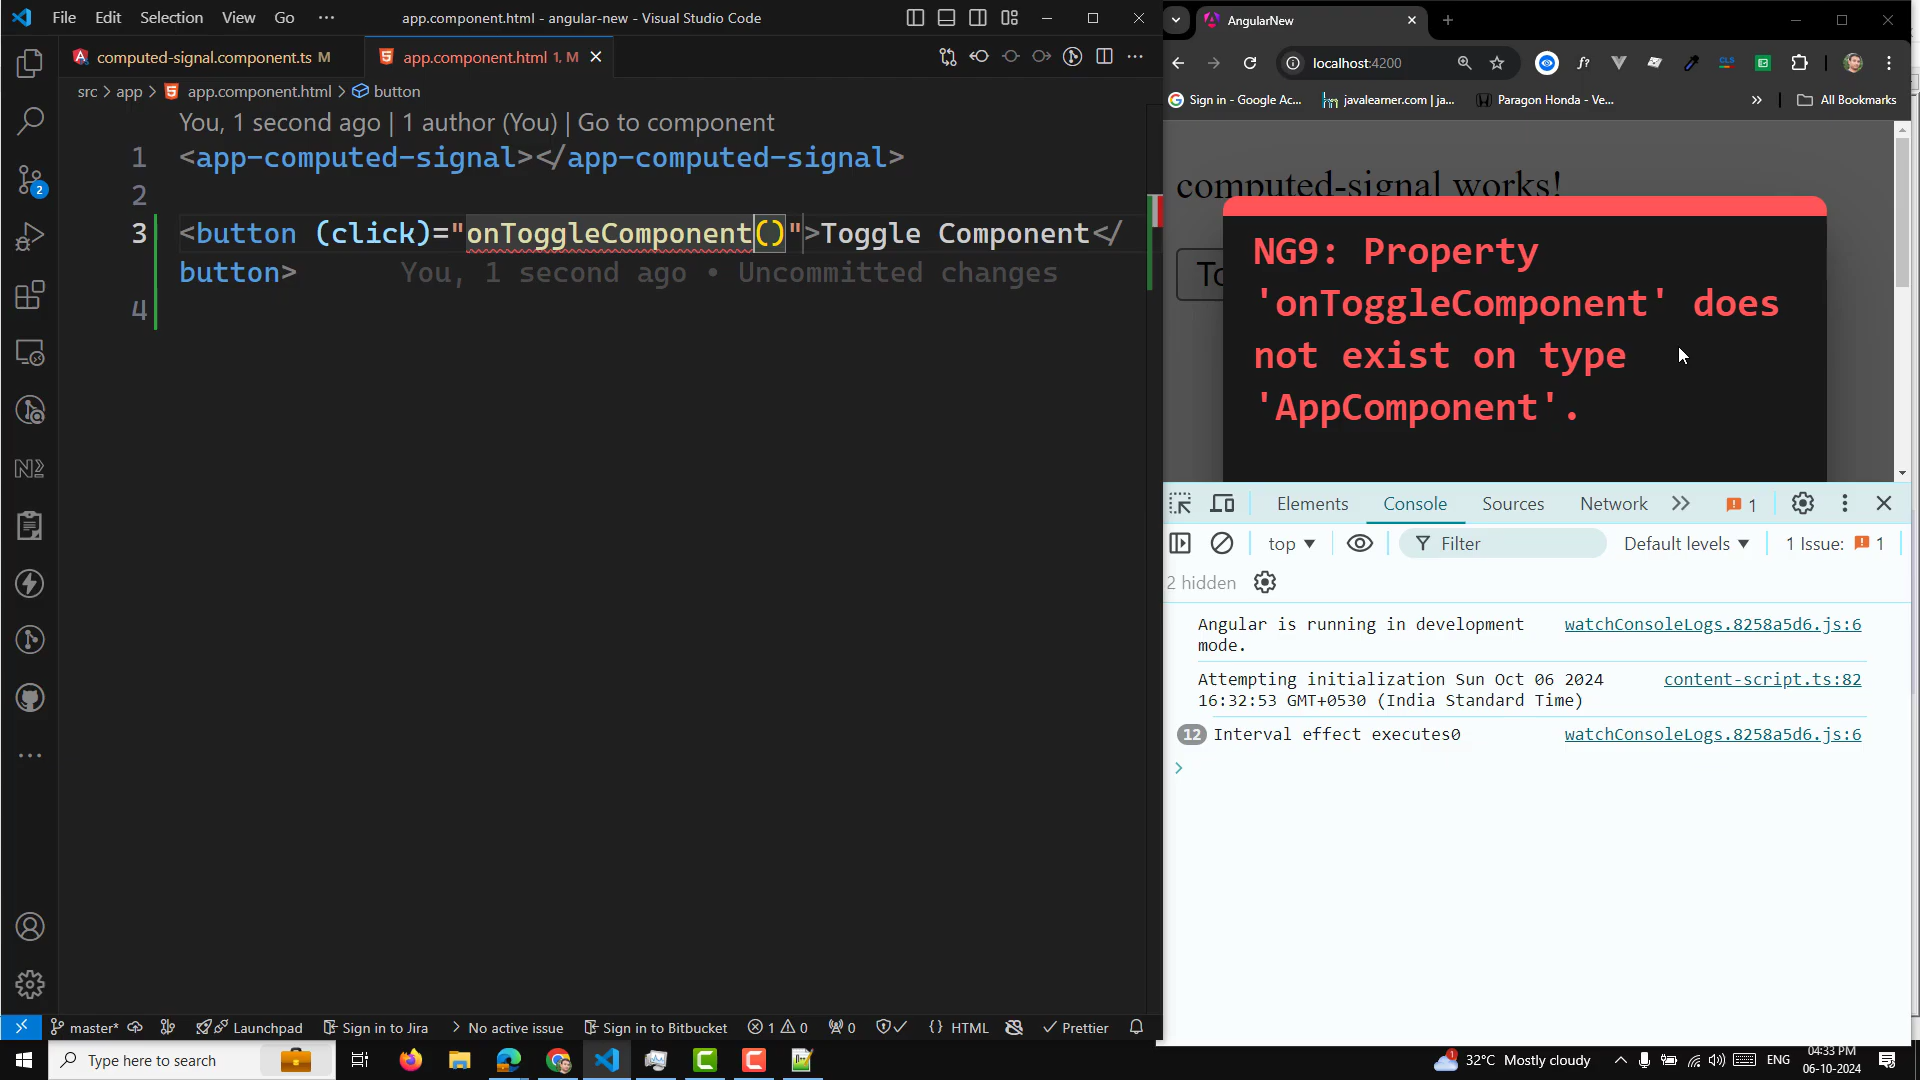 File Edit Selection View Go ··· app.component.html - angular-new - Visual Studio Code
computed-signal.component.ts M app.component.html 1, M
src > app > app.component.html > button
You, 1 second ago | 1 author (You) | Go to component
1 <app-computed-signal></app-computed-signal>
2
3 <button (click)="onToggleComponent()">Toggle Component</
button> You, 1 second ago • Uncommitted changes
4
2
master* Launchpad Sign in to Jira No active issue Sign in to Bitbucket 1 0 0 {} HTML Prettier
AngularNew
localhost:4200
f?
CLS
Sign in - Google Ac... javalearner.com | ja... Paragon Honda - Ve... » All Bookmarks
computed-signal works!
To
NG9: Property
'onToggleComponent' does
not exist on type
'AppComponent'.
Elements Console Sources Network 1
top Filter Default levels 1 Issue: 1
2 hidden
Angular is running in development watchConsoleLogs.8258a5d6.js:6
mode.
Attempting initialization Sun Oct 06 2024 content-script.ts:82
16:32:53 GMT+0530 (India Standard Time)
12 Interval effect executes0 watchConsoleLogs.8258a5d6.js:6
>
Type here to search 1 32°C Mostly cloudy ENG 04:33 PM
06-10-2024